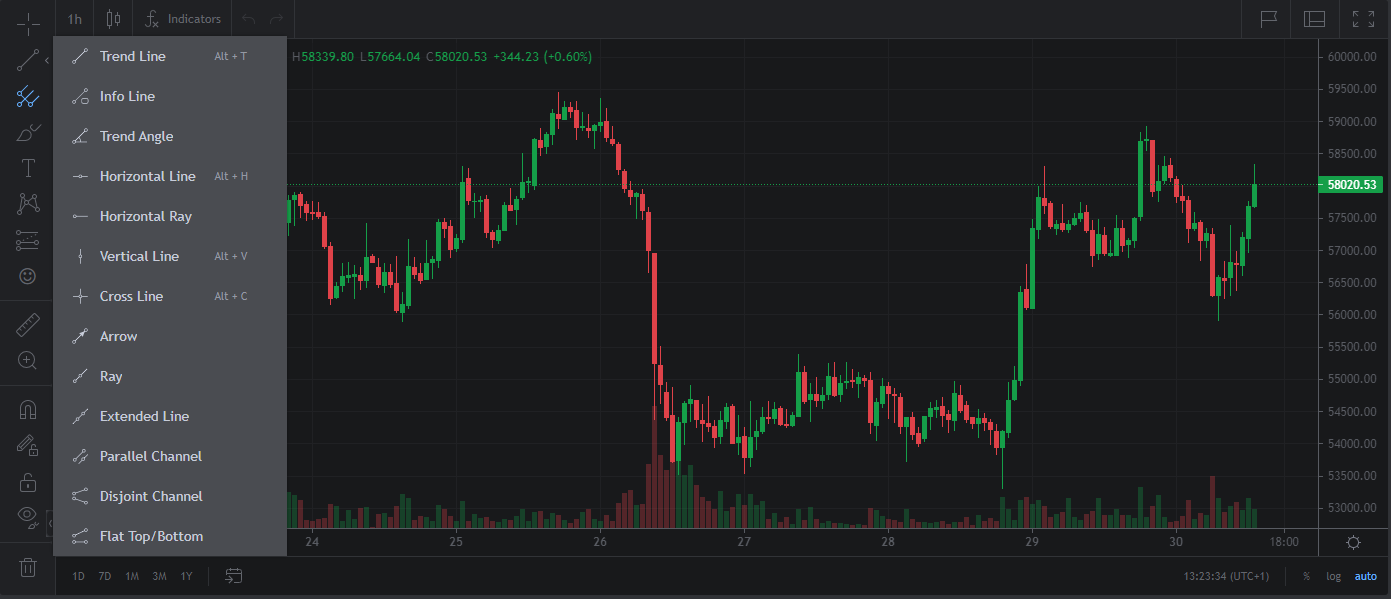 1h Indicators
H58339.80 L57664.04 C58020.53 +344.23 (+0.60%)
Trend Line Alt + T
Info Line
Trend Angle
Horizontal Line Alt + H
Horizontal Ray
Vertical Line Alt + V
Cross Line Alt + C
Arrow
Ray
Extended Line
Parallel Channel
Disjoint Channel
Flat Top/Bottom
60000.00
59500.00
59000.00
58500.00
58020.53
57500.00
57000.00
56500.00
56000.00
55500.00
55000.00
54500.00
54000.00
53500.00
53000.00
24 25 26 27 28 29 30 18:00
1D 7D 1M 3M 1Y 13:23:34 (UTC+1) % log auto